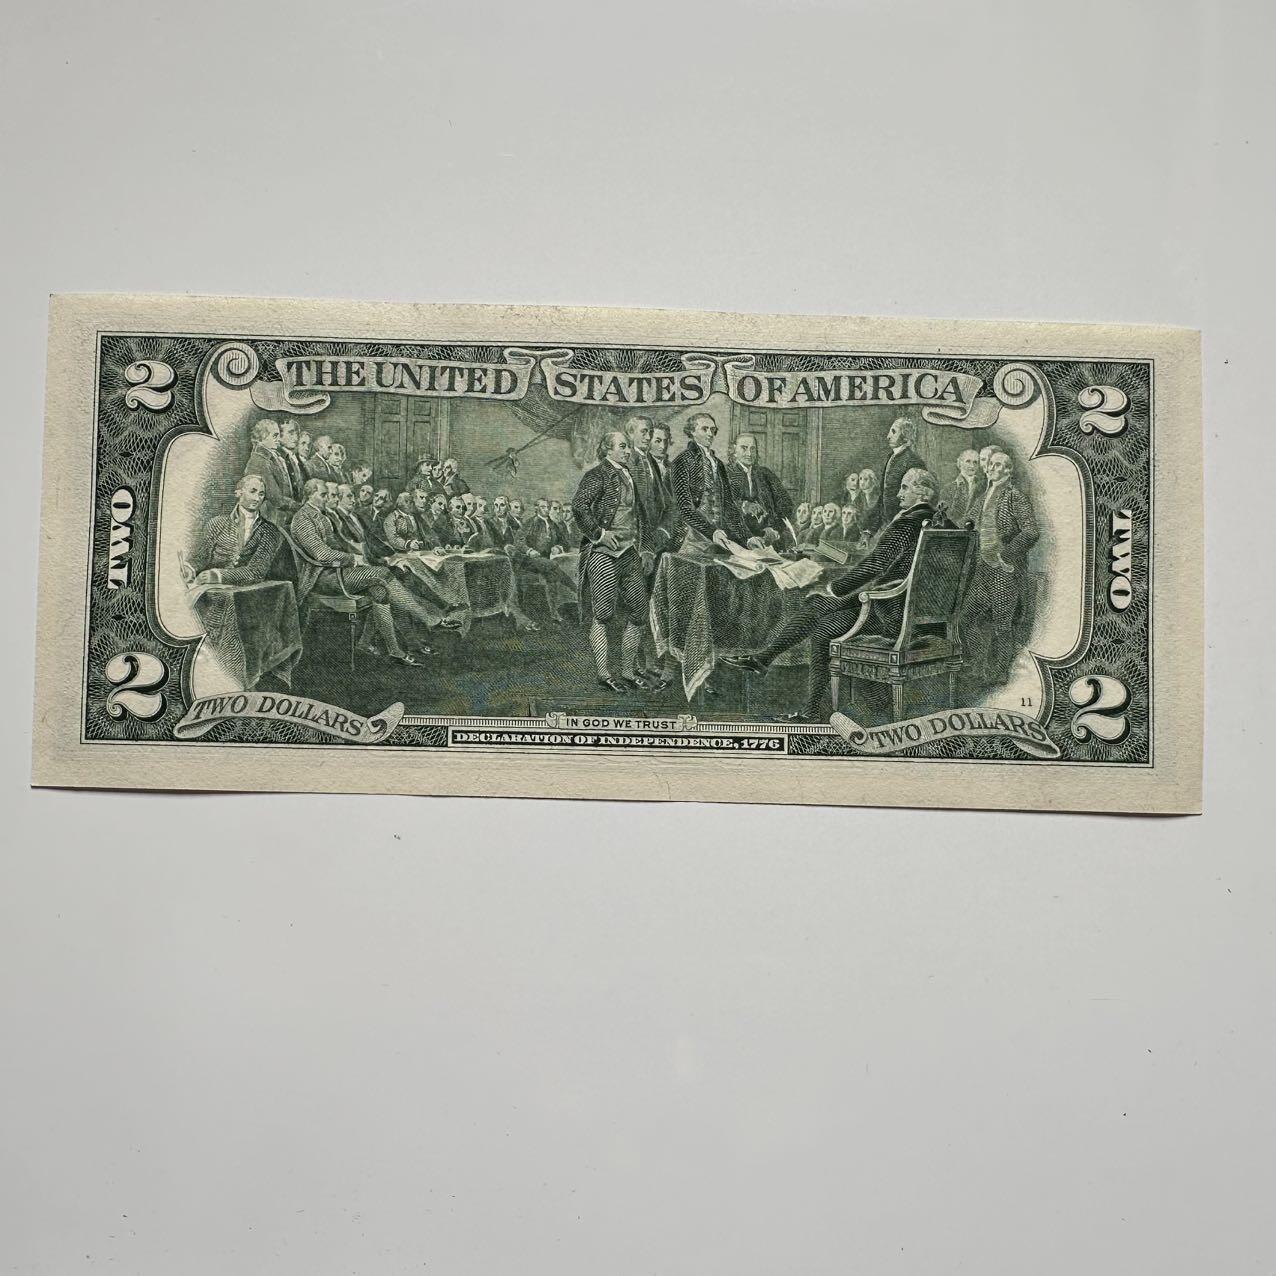 2 THE UNITED STATES OF AMERICA 2
TWO TWO
2 TWO DOLLARS IN GOD WE TRUST TWO DOLLARS 11 2
DECLARATION OF INDEPENDENCE, 1776